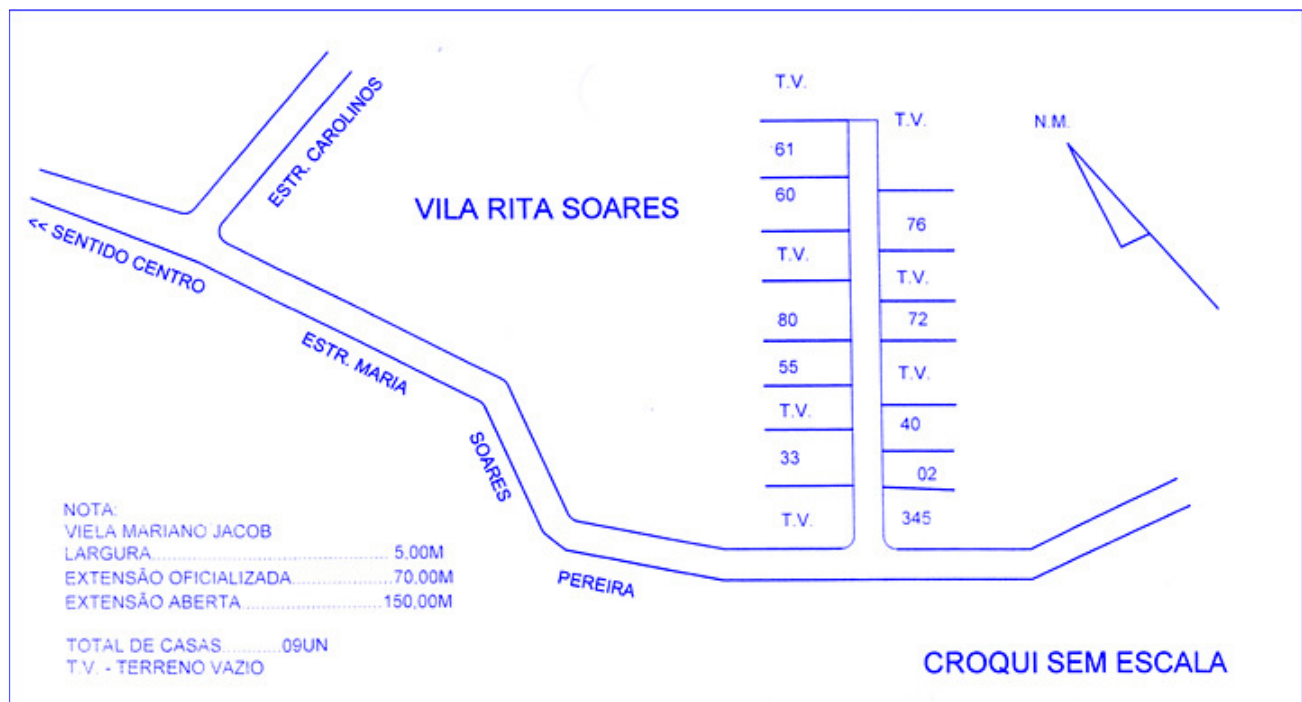 T.V.
T.V.
N.M.
61
60
76
T.V.
T.V.
80
72
55
T.V.
T.V.
40
33
02
T.V.
345
ESTR. CAROLINOS
VILA RITA SOARES
<< SENTIDO CENTRO
ESTR. MARIA
SOARES
PEREIRA
NOTA:
VIELA MARIANO JACOB
LARGURA.................................... 5.00M
EXTENSÃO OFICIALIZADA....................70.00M
EXTENSÃO ABERTA.........................150,00M
TOTAL DE CASAS............09UN
T.V. - TERRENO VAZIO
CROQUI SEM ESCALA